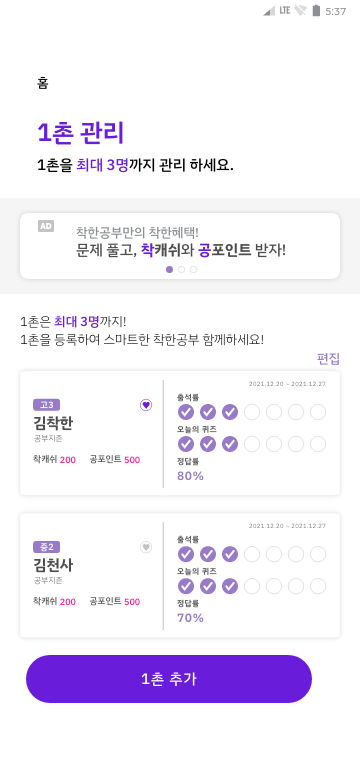 LTE 5:37
홈
1촌 관리
1촌을 최대 3명까지 관리 하세요.
AD
착한공부만의 착한혜택!
문제 풀고, 착캐쉬와 공포인트 받자!
1촌은 최대 3명까지!
1촌을 등록하여 스마트한 착한공부 함께하세요!
편집
2021.12.20 ~ 2021.12.27
고3
김착한
공부지존
착캐쉬 200 공포인트 500
출석률
오늘의 퀴즈
정답률
80%
2021.12.20 ~ 2021.12.27
중2
김천사
공부지존
착캐쉬 200 공포인트 500
출석률
오늘의 퀴즈
정답률
70%
1촌 추가